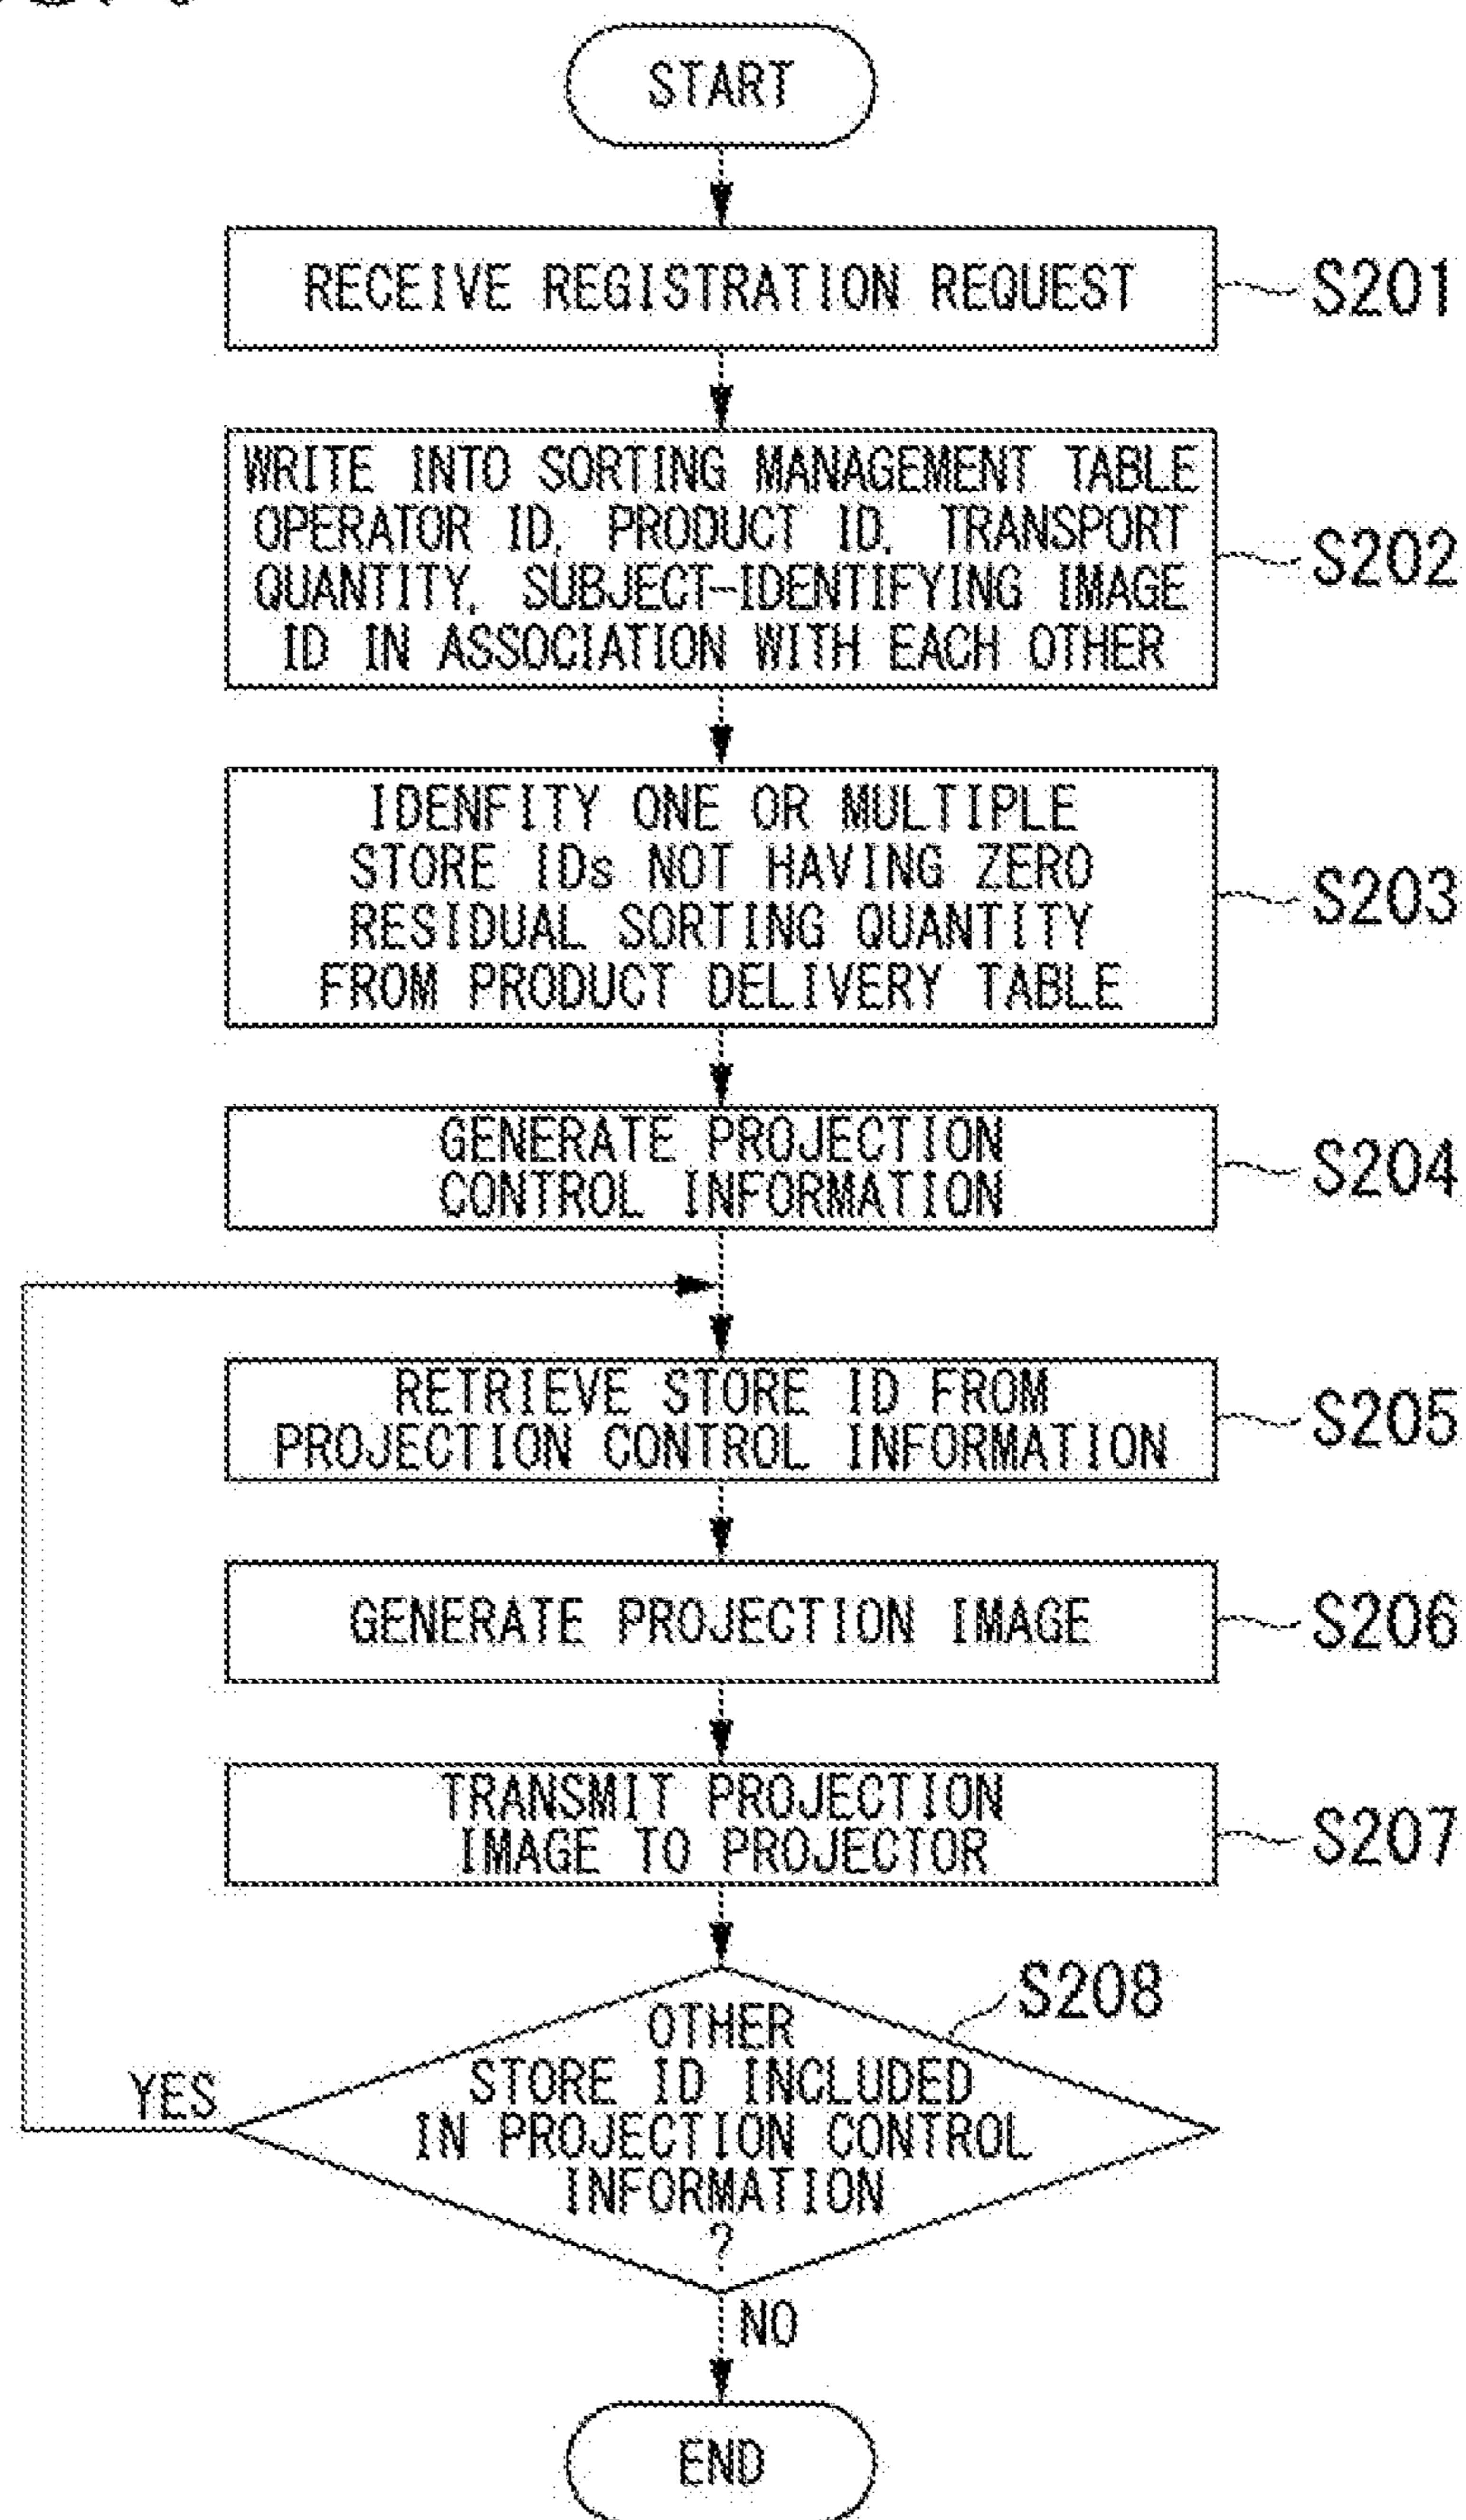 START
RECEIVE REGISTRATION REQUEST
S201
WRITE INTO SORTING MANAGEMENT TABLE
OPERATOR ID, PRODUCT ID, TRANSPORT
QUANTITY, SUBJECT-IDENTIFYING IMAGE
ID IN ASSOCIATION WITH EACH OTHER
S202
IDENFITY ONE OR MULTIPLE
STORE IDs NOT HAVING ZERO
RESIDUAL SORTING QUANTITY
FROM PRODUCT DELIVERY TABLE
S203
GENERATE PROJECTION
CONTROL INFORMATION
S204
RETRIEVE STORE ID FROM
PROJECTION CONTROL INFORMATION
S205
GENERATE PROJECTION IMAGE
S206
TRANSMIT PROJECTION
IMAGE TO PROJECTOR
S207
S208
OTHER
STORE ID INCLUDED
IN PROJECTION CONTROL
INFORMATION
?
YES
NO
END